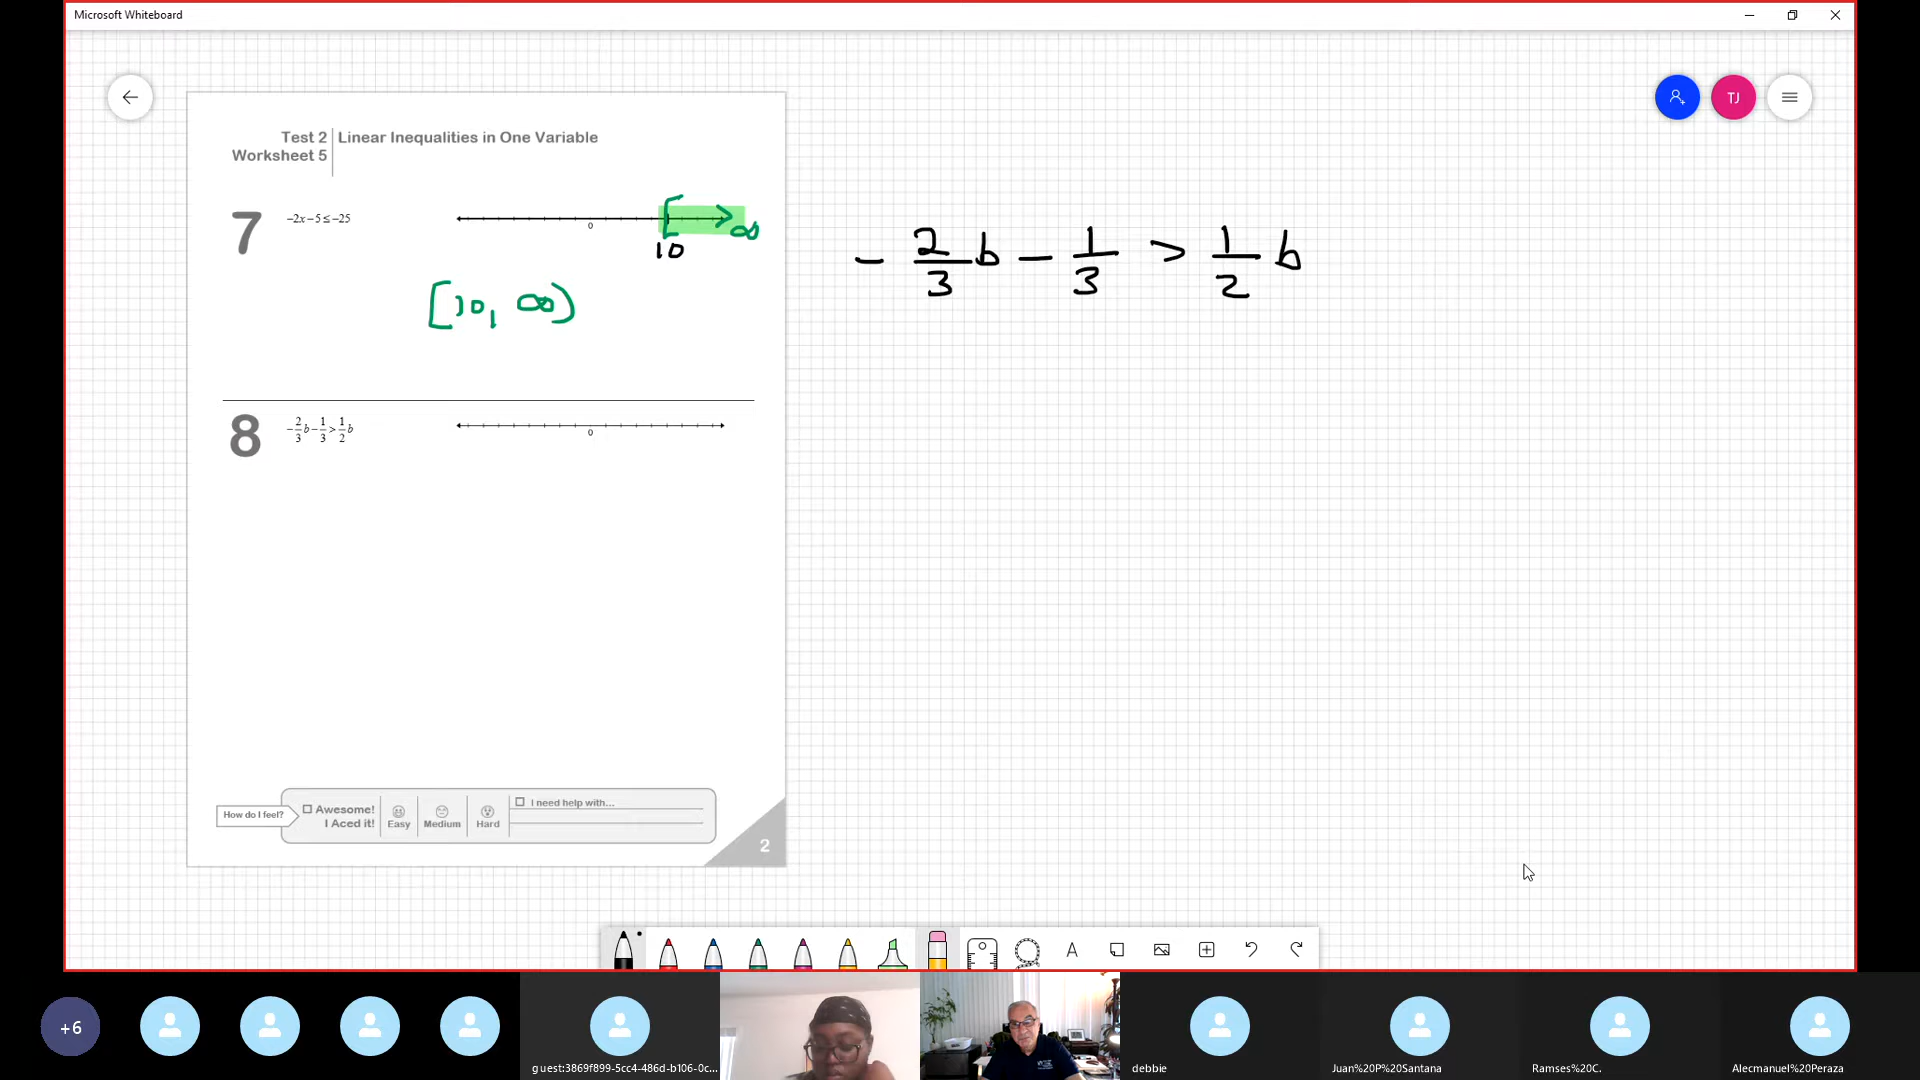 Microsoft Whiteboard
TJ
Test 2 | Linear Inequalities in One Variable
Worksheet 5
7
−2x − 5 ≤ −25
0
∞
10
[10, ∞)
- 2/3 b - 1/3 > 1/2 b
8
−2/3 b − 1/3 > 1/2 b
0
How do I feel?
Awesome!
I Aced it!
Easy
Medium
Hard
I need help with...
2
A
+6
guest:3869f899-5cc4-486d-b106-0c...
debbie
Juan%20P%20Santana
Ramses%20C.
Alecmanuel%20Peraza